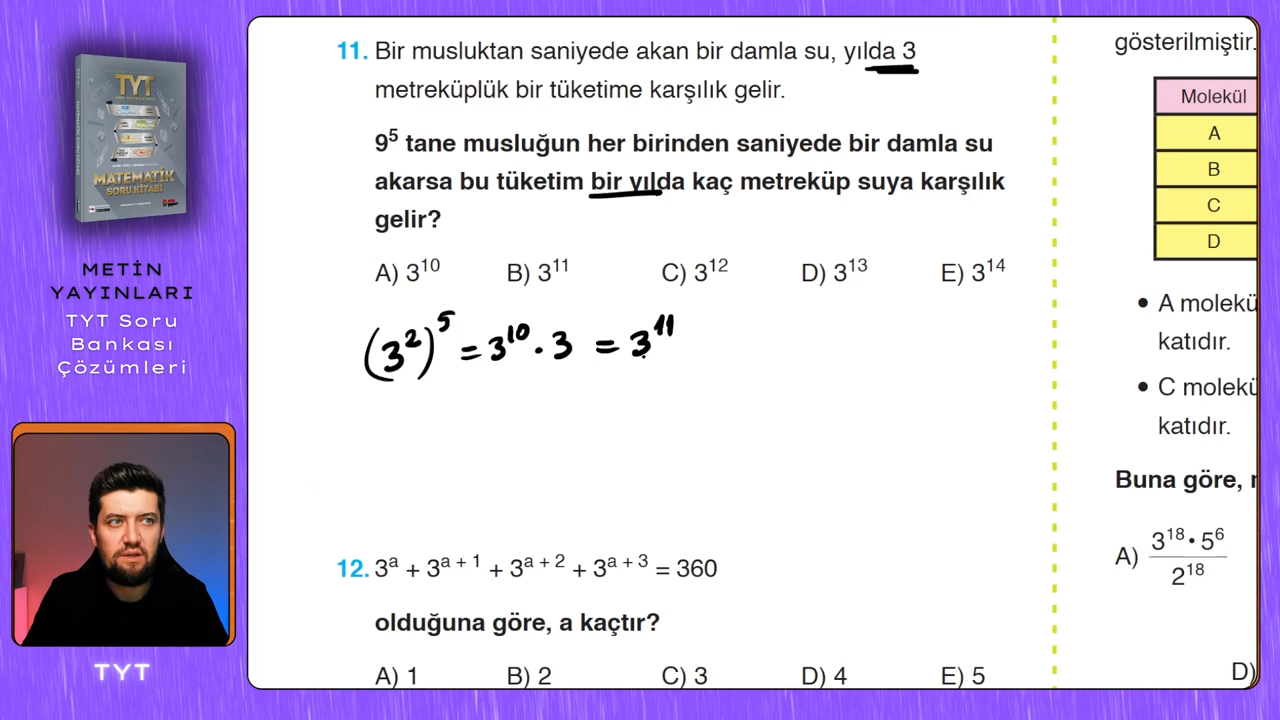 TYT
MATEMATİK
SORU KİTABI
METİN
YAYINLARI
TYT Soru
Bankası
Çözümleri
TYT
11. Bir musluktan saniyede akan bir damla su, yılda 3
metreküplük bir tüketime karşılık gelir.
9⁵ tane musluğun her birinden saniyede bir damla su
akarsa bu tüketim bir yılda kaç metreküp suya karşılık
gelir?
A) 3¹⁰ B) 3¹¹ C) 3¹² D) 3¹³ E) 3¹⁴
(3²)⁵ = 3¹⁰ · 3 = 3¹¹
12. 3ᵃ + 3ᵃ ⁺ ¹ + 3ᵃ ⁺ ² + 3ᵃ ⁺ ³ = 360
olduğuna göre, a kaçtır?
A) 1 B) 2 C) 3 D) 4 E) 5
gösterilmiştir.
Molekül
A
B
C
D
• A molekü
katıdır.
• C molekü
katıdır.
Buna göre,
A) 3¹⁸ • 5⁶
2¹⁸
D)